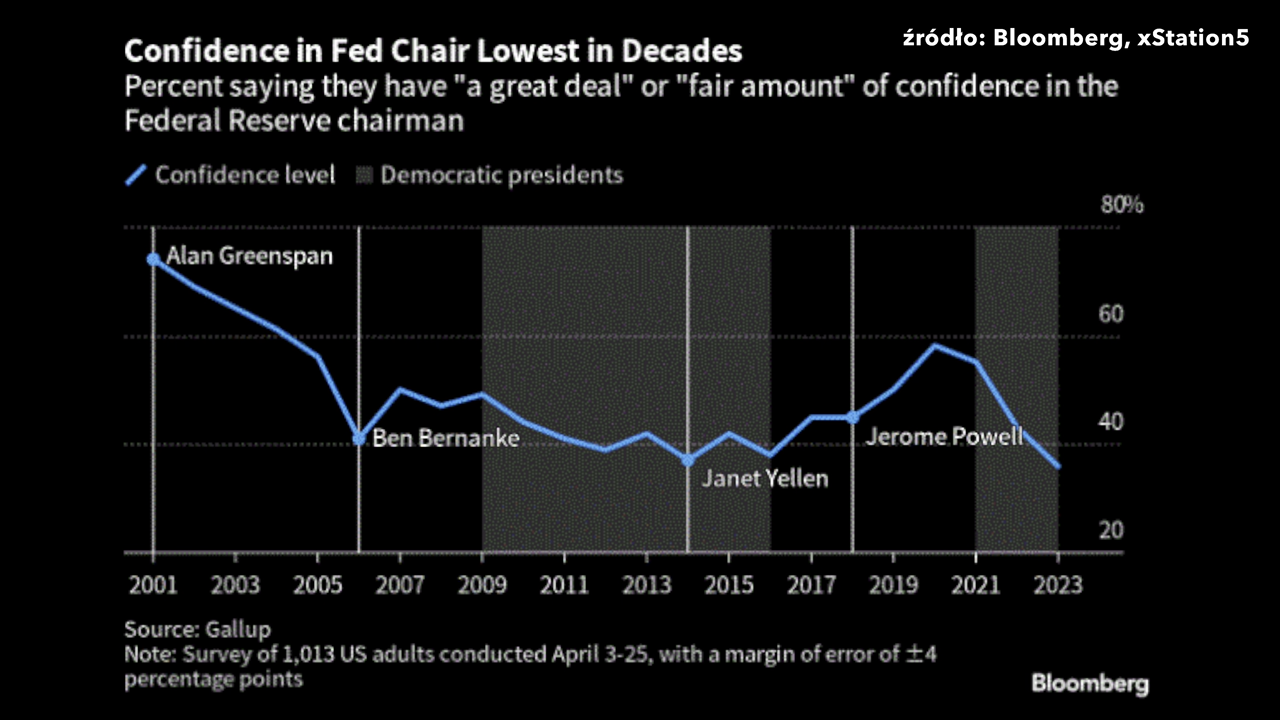 źródło: Bloomberg, xStation5
Confidence in Fed Chair Lowest in Decades
Percent saying they have "a great deal" or "fair amount" of confidence in the
Federal Reserve chairman
Confidence level Democratic presidents
80%
Alan Greenspan
60
40
Ben Bernanke
Jerome Powell
Janet Yellen
20
2001 2003 2005 2007 2009 2011 2013 2015 2017 2019 2021 2023
Source: Gallup
Note: Survey of 1,013 US adults conducted April 3-25, with a margin of error of ±4
percentage points
Bloomberg